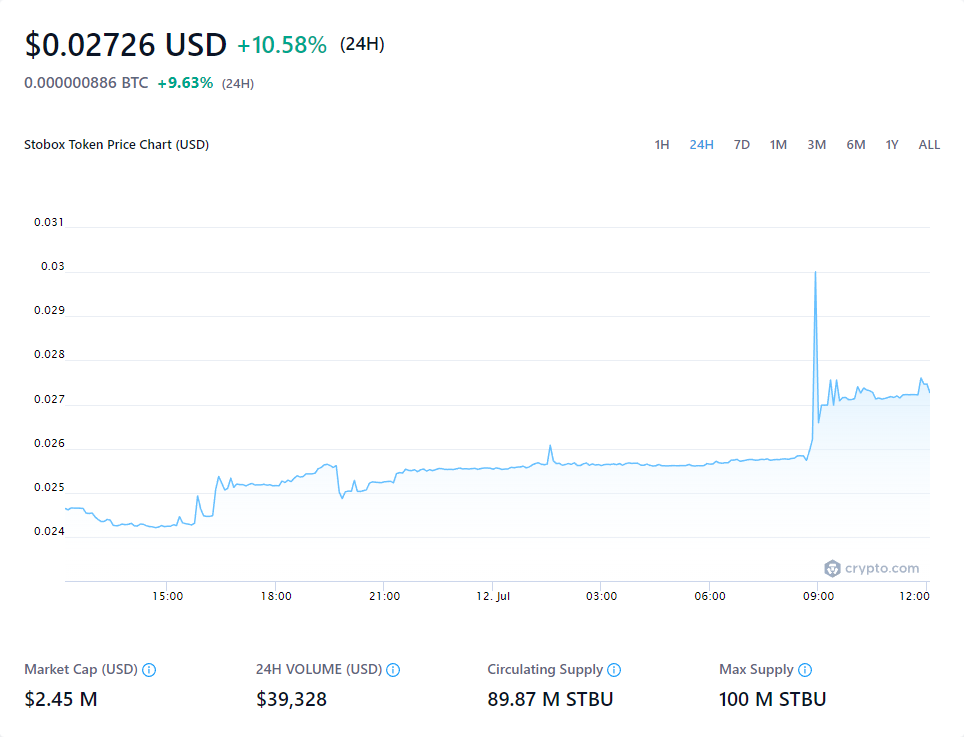 $0.02726 USD +10.58% (24H)
0.000000886 BTC +9.63% (24H)
Stobox Token Price Chart (USD) 1H 24H 7D 1M 3M 6M 1Y ALL
0.031
0.03
0.029
0.028
0.027
0.026
0.025
0.024
crypto.com
15:00 18:00 21:00 12. Jul 03:00 06:00 09:00 12:00
Market Cap (USD) 24H VOLUME (USD) Circulating Supply Max Supply
$2.45 M $39,328 89.87 M STBU 100 M STBU